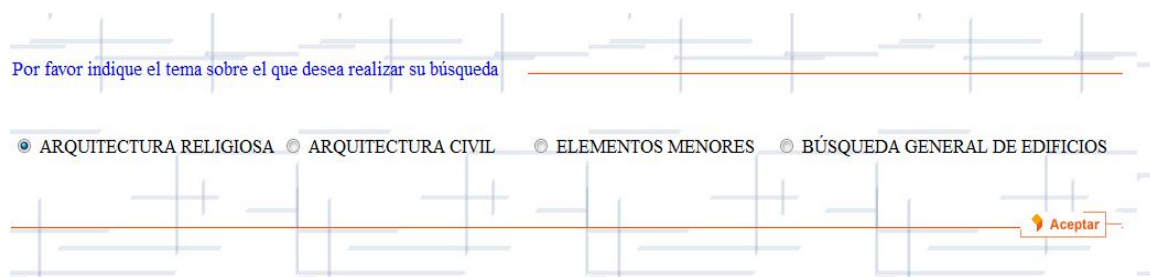 Por favor indique el tema sobre el que desea realizar su búsqueda
ARQUITECTURA RELIGIOSA ARQUITECTURA CIVIL ELEMENTOS MENORES BÚSQUEDA GENERAL DE EDIFICIOS
Aceptar